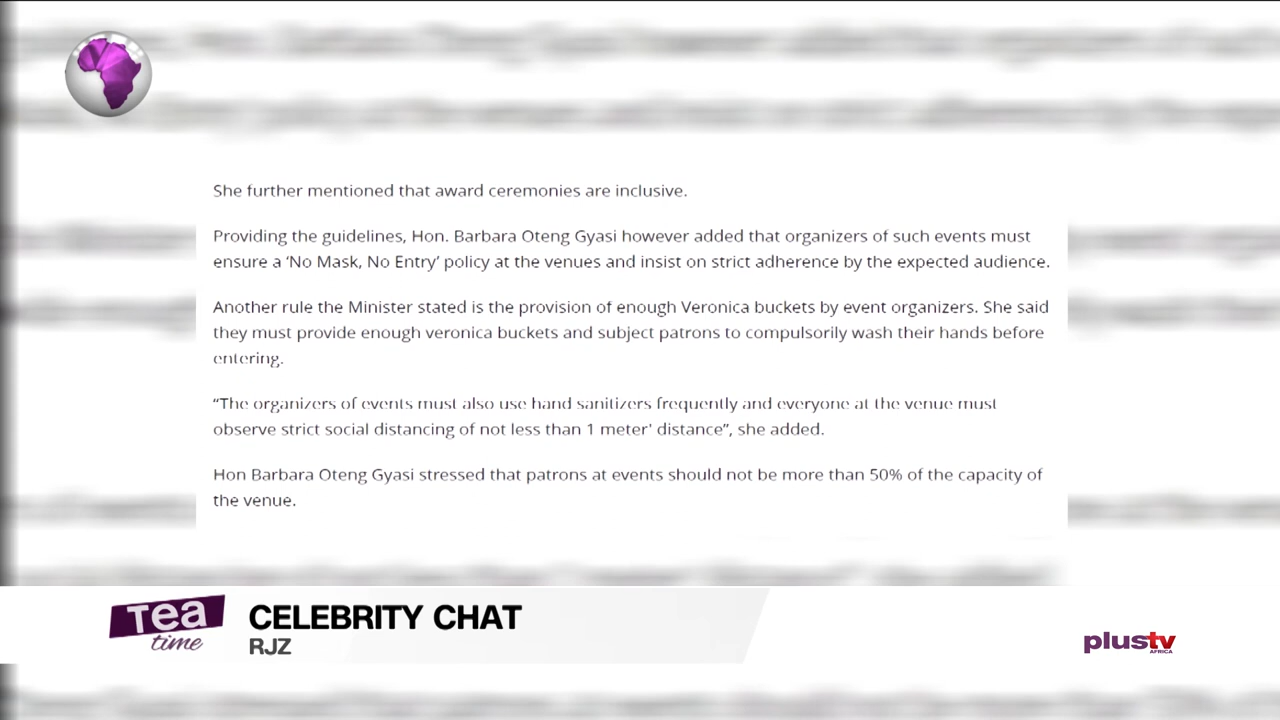 She further mentioned that award ceremonies are inclusive.
Providing the guidelines, Hon. Barbara Oteng Gyasi however added that organizers of such events must
ensure a ‘No Mask, No Entry’ policy at the venues and insist on strict adherence by the expected audience.
Another rule the Minister stated is the provision of enough Veronica buckets by event organizers. She said
they must provide enough veronica buckets and subject patrons to compulsorily wash their hands before
entering.
“The organizers of events must also use hand sanitizers frequently and everyone at the venue must
observe strict social distancing of not less than 1 meter' distance”, she added.
Hon Barbara Oteng Gyasi stressed that patrons at events should not be more than 50% of the capacity of
the venue.
Tea
time
CELEBRITY CHAT
RJZ
plustv
AFRICA